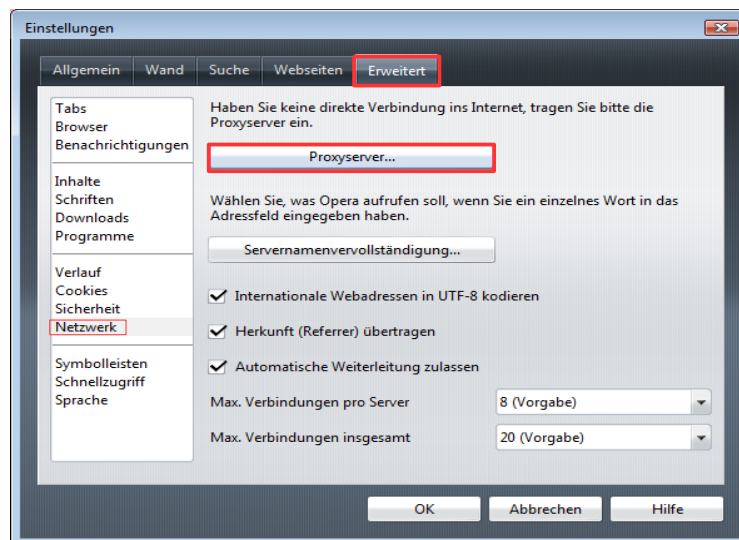 Einstellungen
Allgemein Wand Suche Webseiten Erweitert
Tabs
Browser
Benachrichtigungen
Inhalte
Schriften
Downloads
Programme
Verlauf
Cookies
Sicherheit
Netzwerk
Symbolleisten
Schnellzugriff
Sprache
Haben Sie keine direkte Verbindung ins Internet, tragen Sie bitte die
Proxyserver ein.
Proxyserver...
Wählen Sie, was Opera aufrufen soll, wenn Sie ein einzelnes Wort in das
Adressfeld eingegeben haben.
Servernamenvervollständigung...
Internationale Webadressen in UTF-8 kodieren
Herkunft (Referrer) übertragen
Automatische Weiterleitung zulassen
Max. Verbindungen pro Server 8 (Vorgabe)
Max. Verbindungen insgesamt 20 (Vorgabe)
OK Abbrechen Hilfe